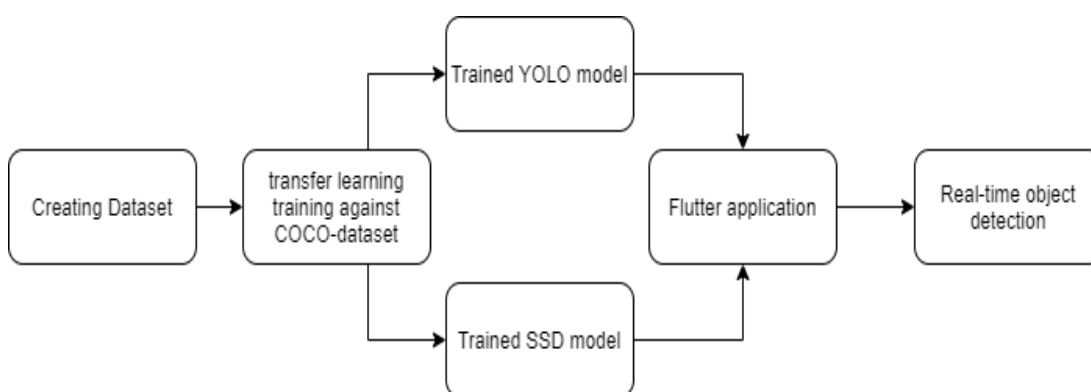 Trained YOLO model
Creating Dataset
transfer learning
training against
COCO-dataset
Flutter application
Real-time object
detection
Trained SSD model